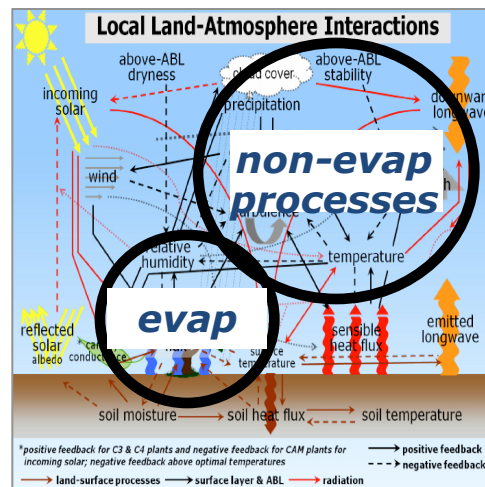 Local Land-Atmosphere Interactions
above-ABL
dryness
cloud cover
above-ABL
stability
incoming
solar
precipitation
longwave
wind
non-evap
processes
relative
humidity
temperature
evap
reflected
solar
albedo
surface
temperature
sensible
heat flux
emitted
longwave
soil moisture
soil heat flux
soil temperature
*positive feedback for C3 & C4 plants and negative feedback for CAM plants for
incoming solar; negative feedback above optimal temperatures
positive feedback
negative feedback
land-surface processes
surface layer & ABL
radiation